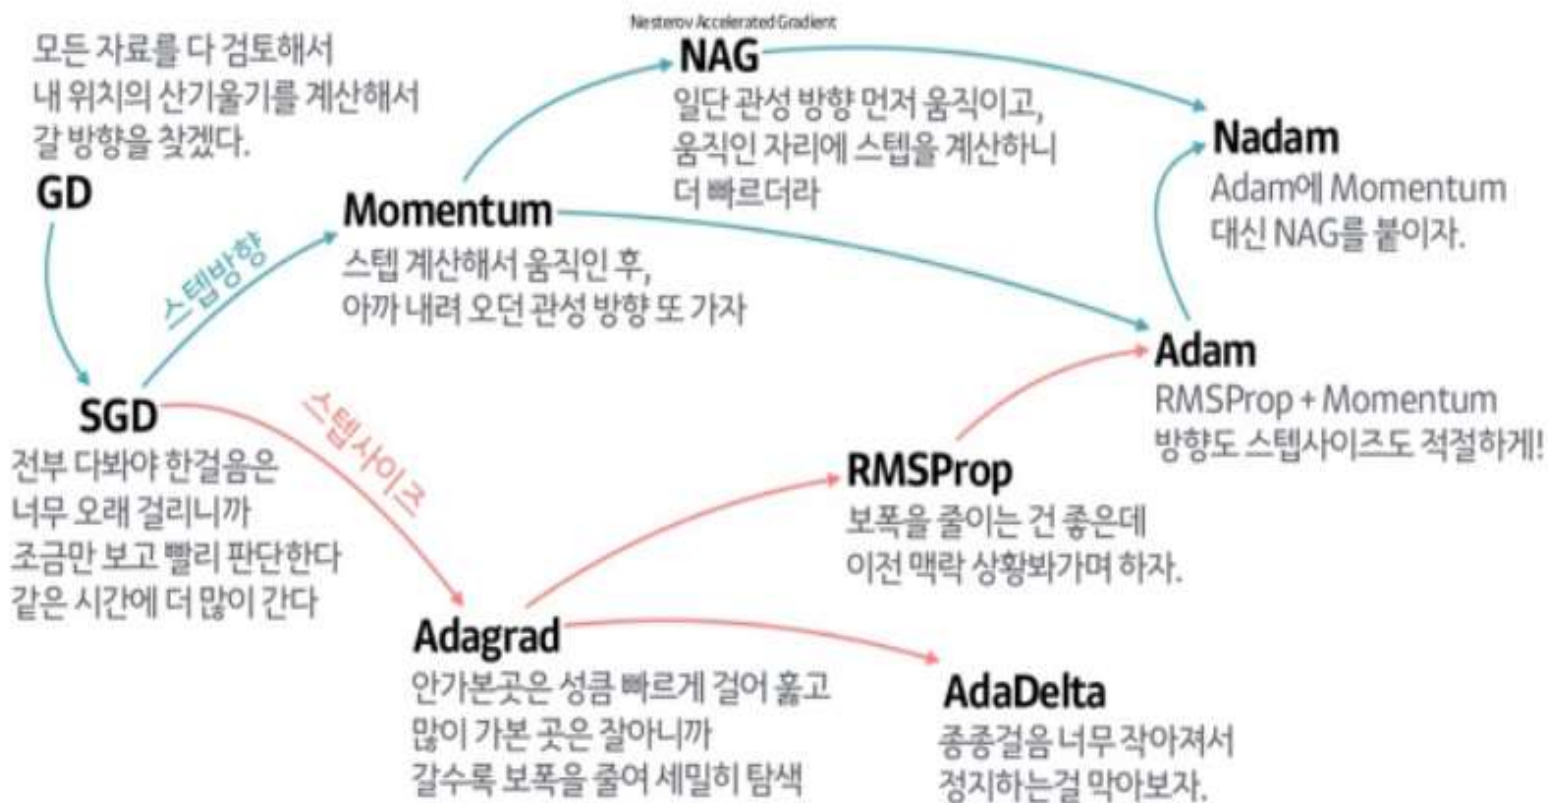 모든 자료를 다 검토해서
내 위치의 산기울기를 계산해서
갈 방향을 찾겠다.
GD
스텝방향
SGD
전부 다봐야 한걸음은
너무 오래 걸리니까
조금만 보고 빨리 판단한다
같은 시간에 더 많이 간다
Momentum
스텝 계산해서 움직인 후,
아까 내려 오던 관성 방향 또 가자
Nesterov Accelerated Gradient
NAG
일단 관성 방향 먼저 움직이고,
움직인 자리에 스텝을 계산하니
더 빠르더라
Nadam
Adam에 Momentum
대신 NAG를 붙이자.
스텝사이즈
Adagrad
안가본곳은 성큼 빠르게 걸어 훓고
많이 가본 곳은 잘아니까
갈수록 보폭을 줄여 세밀히 탐색
RMSProp
보폭을 줄이는 건 좋은데
이전 맥락 상황봐가며 하자.
Adam
RMSProp + Momentum
방향도 스텝사이즈도 적절하게!
AdaDelta
종종걸음 너무 작아져서
정지하는걸 막아보자.